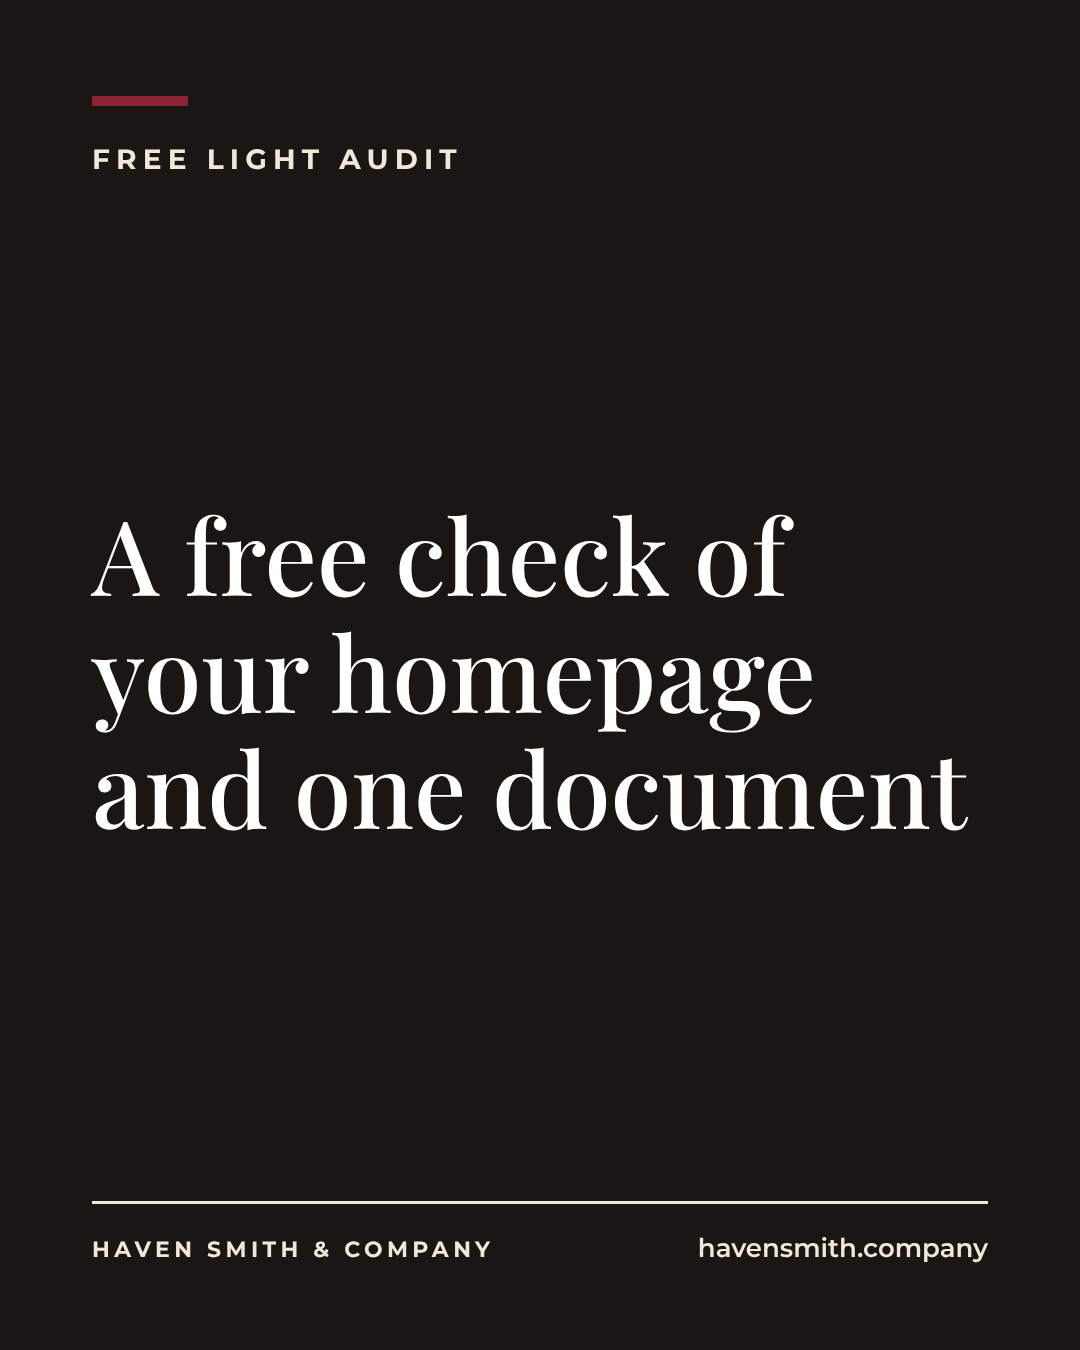 FREE LIGHT AUDIT
A free check of
your homepage
and one document
HAVEN SMITH & COMPANY
havensmith.company